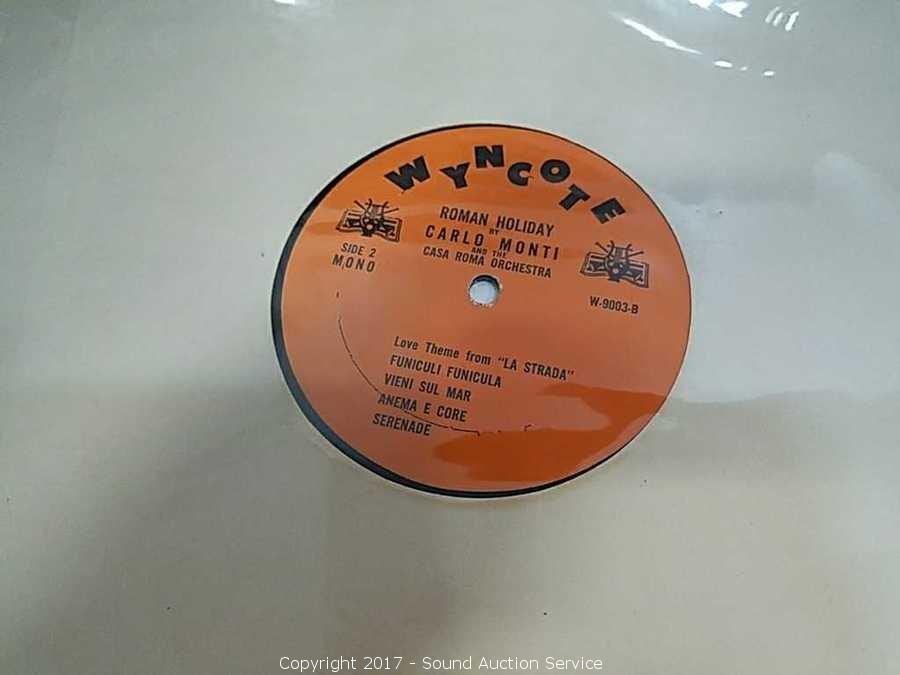 WYNCOTE
ROMAN HOLIDAY
BY
CARLO MONTI
AND THE
CASA ROMA ORCHESTRA
SIDE 2
MONO
W-9003-B
Love Theme from "LA STRADA"
FUNICULI FUNICULA
VIENI SUL MAR
ANEMA E CORE
SERENADE
Copyright 2017 - Sound Auction Service